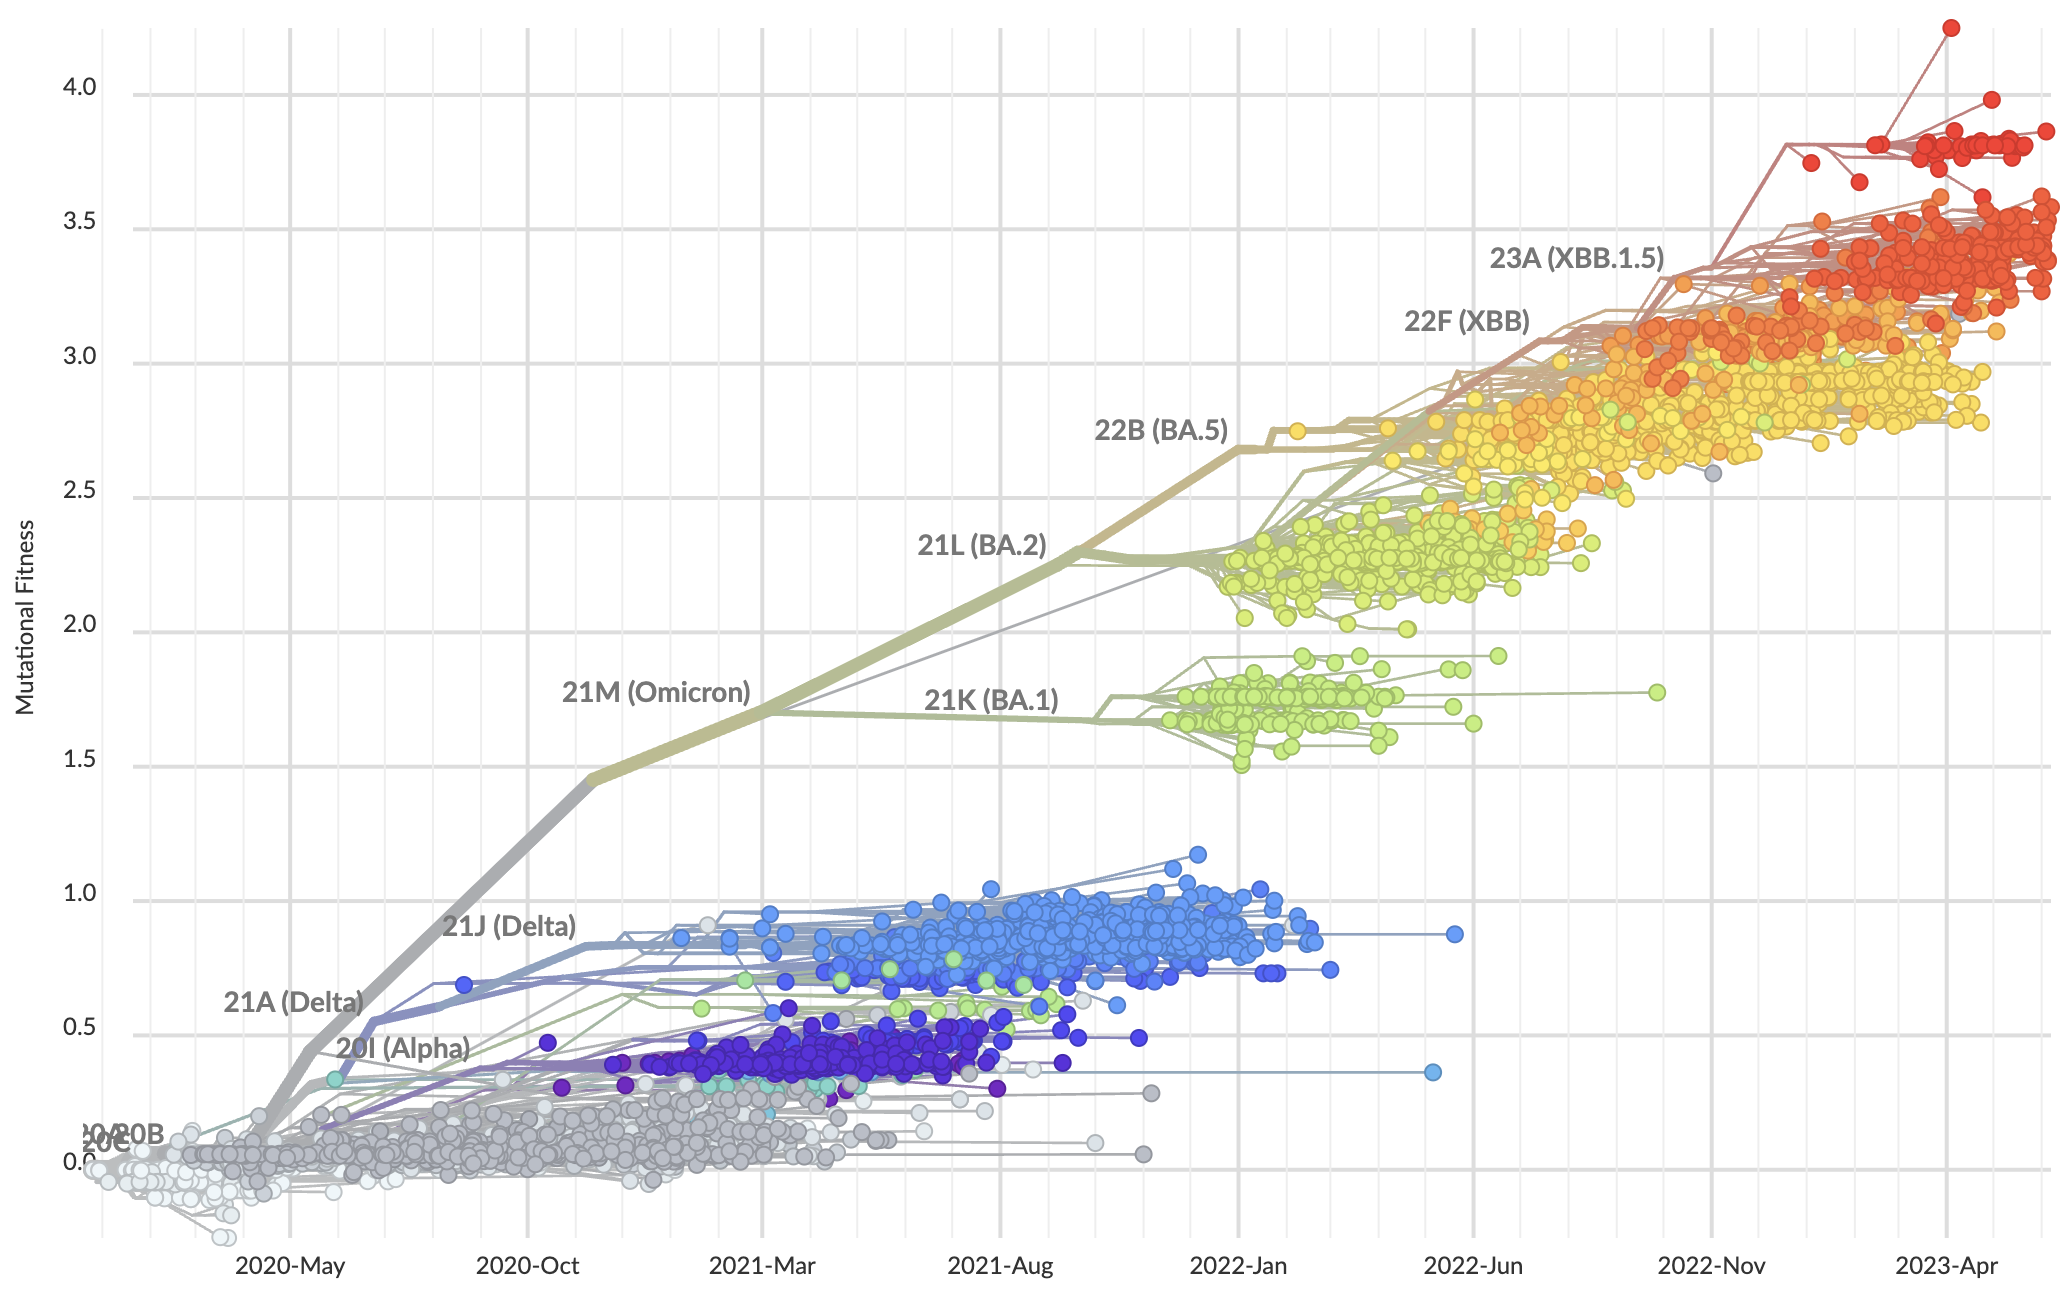 4.0
3.5
23A (XBB.1.5)
22F (XBB)
3.0
22B (BA.5)
2.5
21L (BA.2)
Mutational Fitness
2.0
21M (Omicron)
21K (BA.1)
1.5
1.0
21J (Delta)
21A (Delta)
0.5
20I (Alpha)
20B
20C
0.0
2020-May 2020-Oct 2021-Mar 2021-Aug 2022-Jan 2022-Jun 2022-Nov 2023-Apr